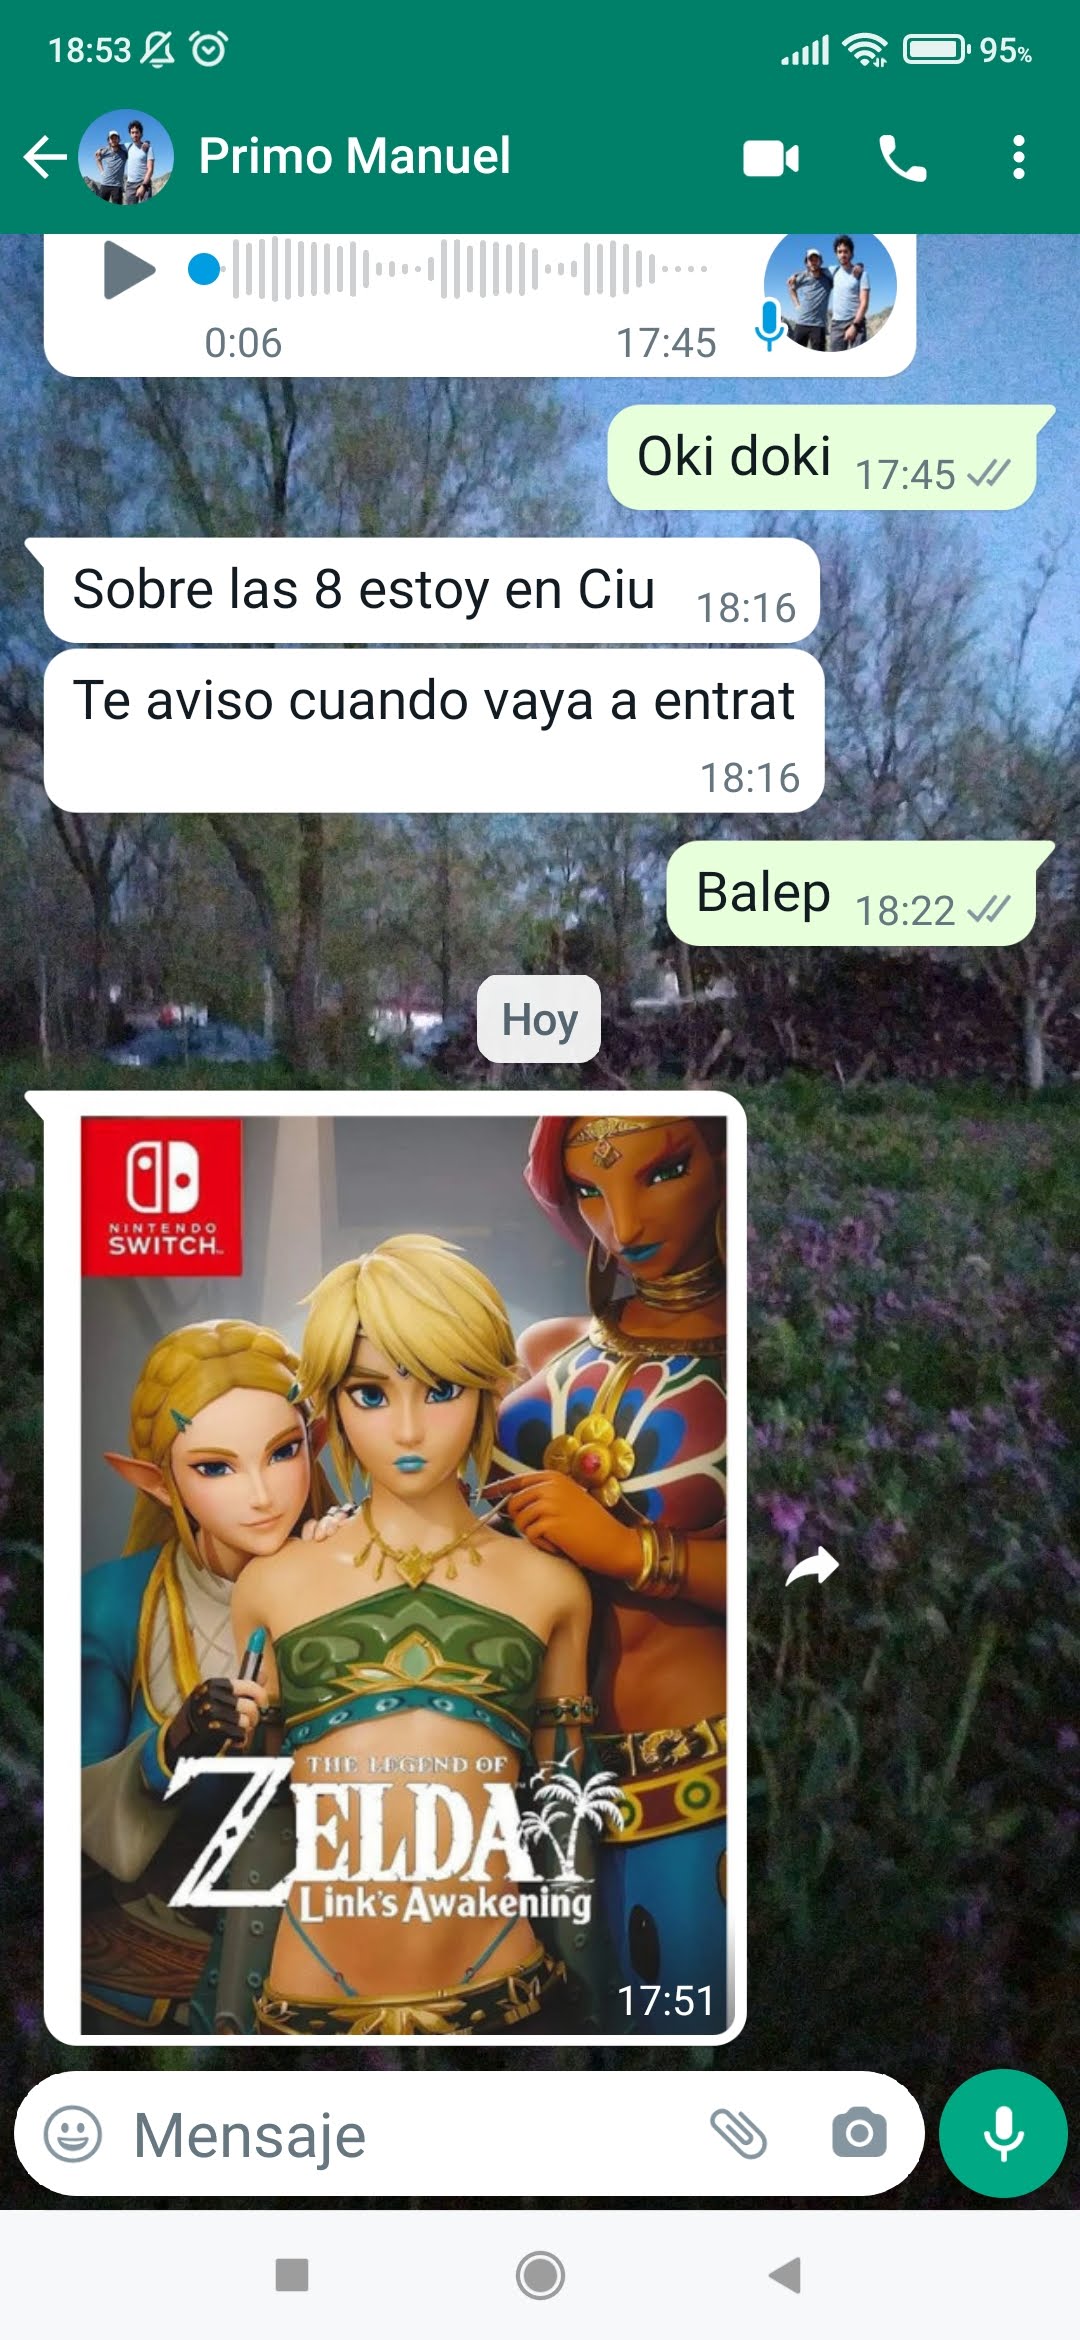 18:53
95%
Primo Manuel
0:06
17:45
Oki doki 17:45
Sobre las 8 estoy en Ciu 18:16
Te aviso cuando vaya a entrat
18:16
Balep 18:22
Hoy
NINTENDO
SWITCH™
THE LEGEND OF
ZELDA
Link's Awakening
17:51
Mensaje